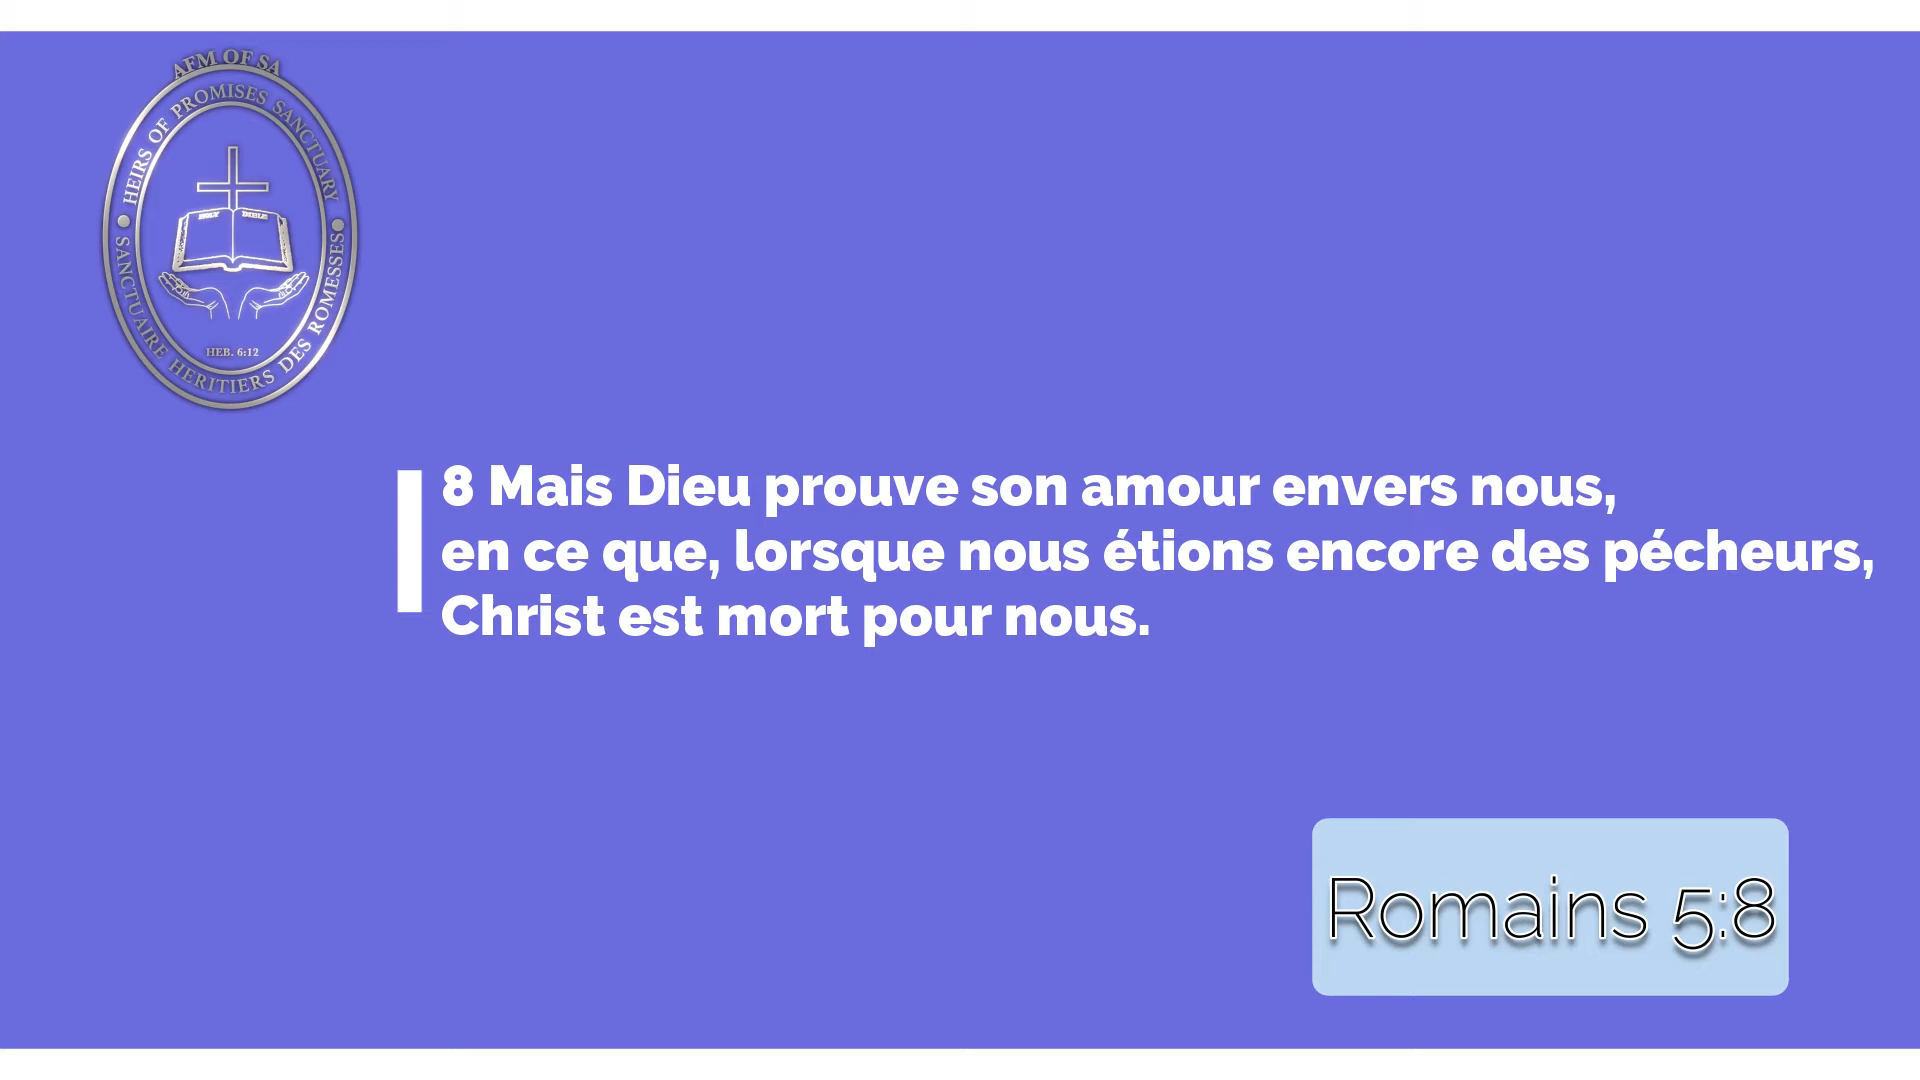 AFM OF SA
HEIRS OF PROMISES SANCTUARY
HOLY BIBLE
HEB. 6:12
SANCTUAIRE HERITIERS DES ROMESSES
8 Mais Dieu prouve son amour envers nous,
en ce que, lorsque nous étions encore des pécheurs,
Christ est mort pour nous.
Romains 5:8